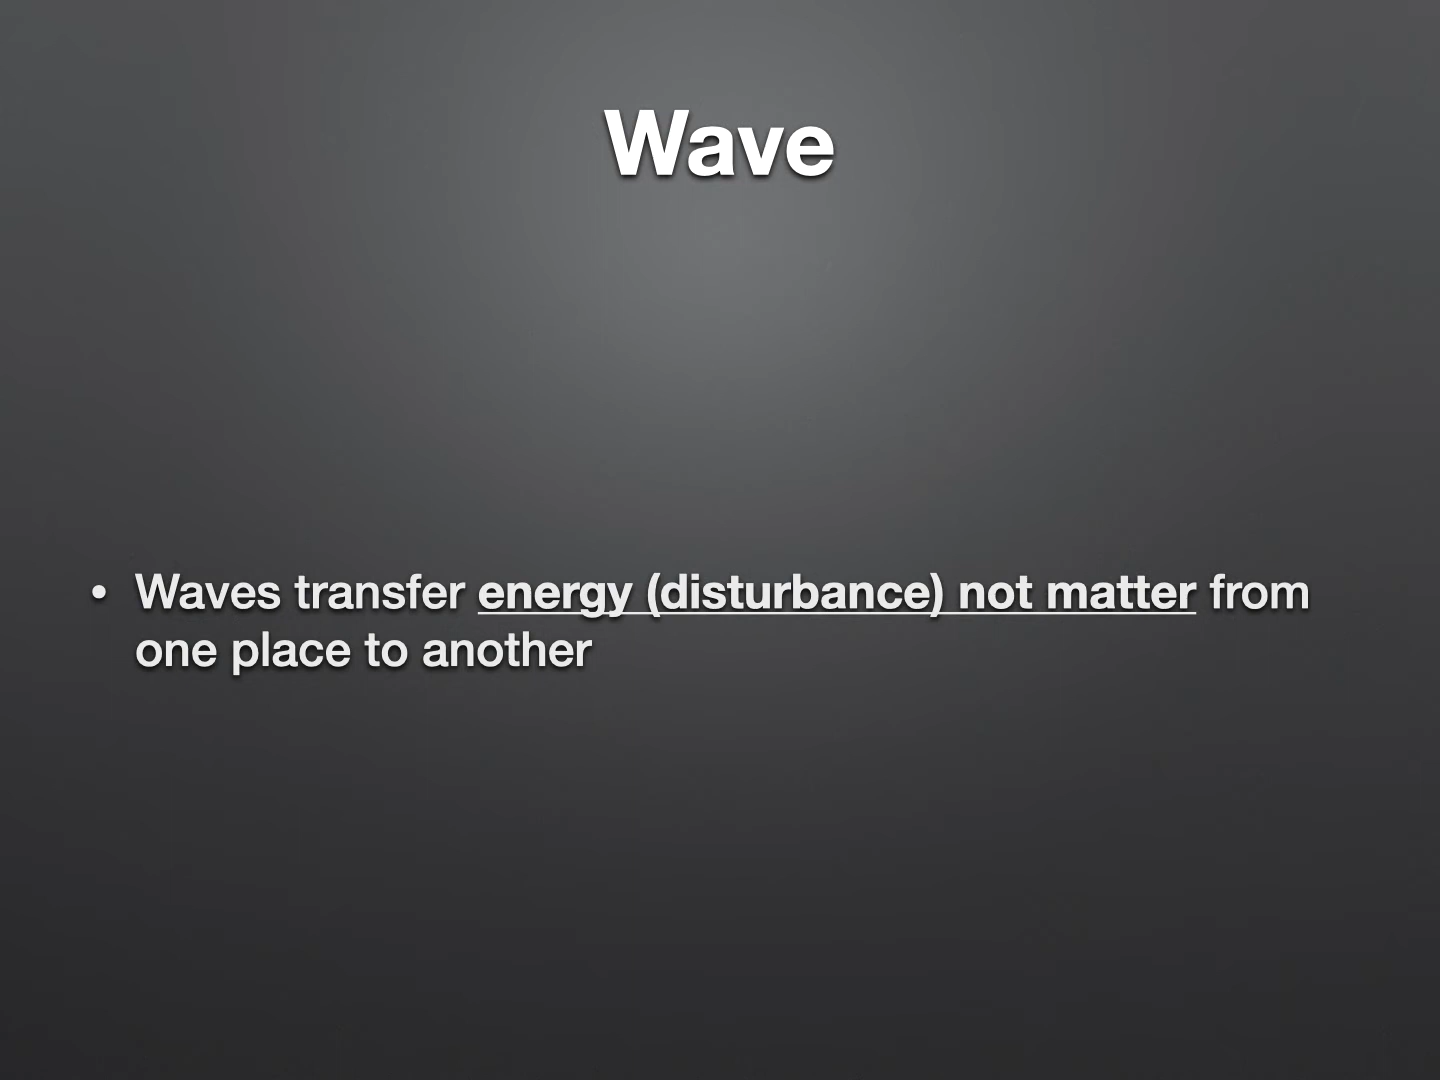 Wave
• Waves transfer energy (disturbance) not matter from
one place to another